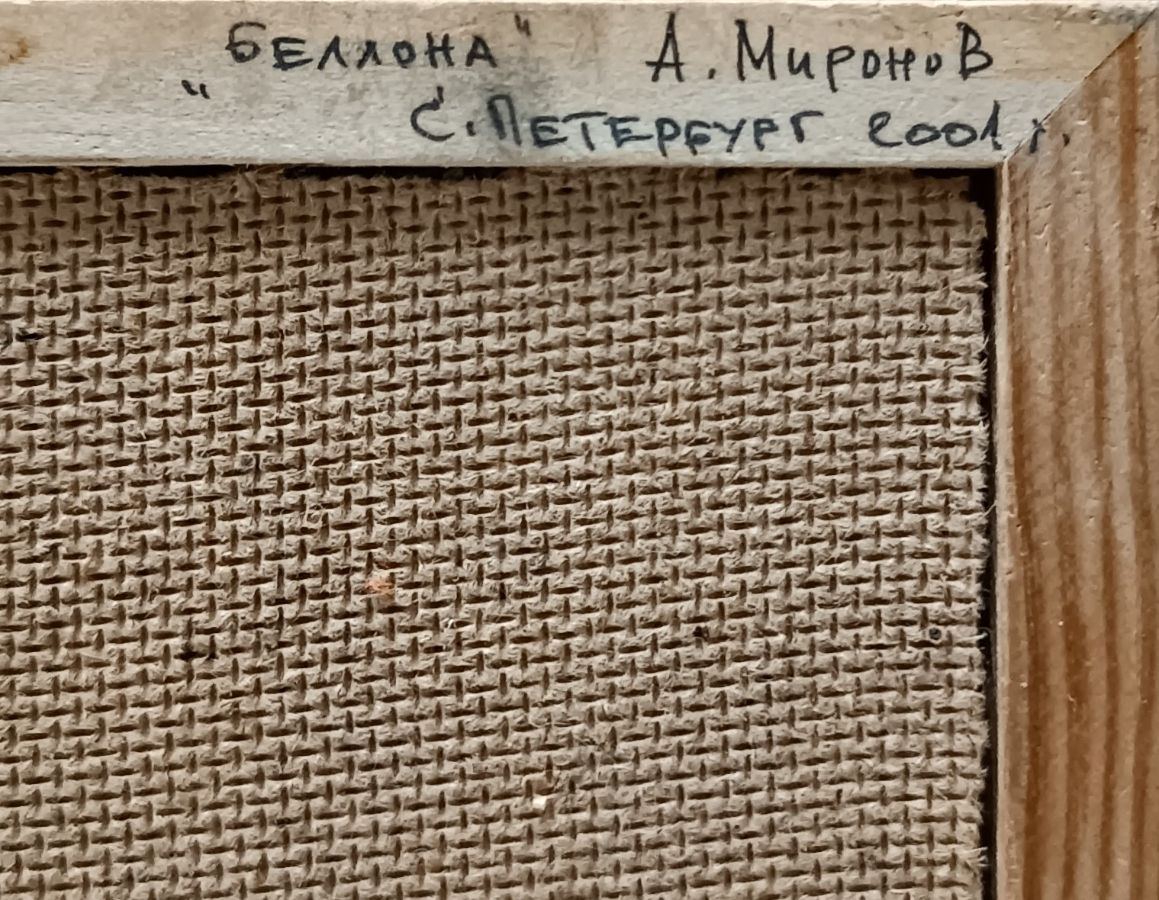 "БЕЛЛОНА" А. Миронов
С. Петербург 2001 г.